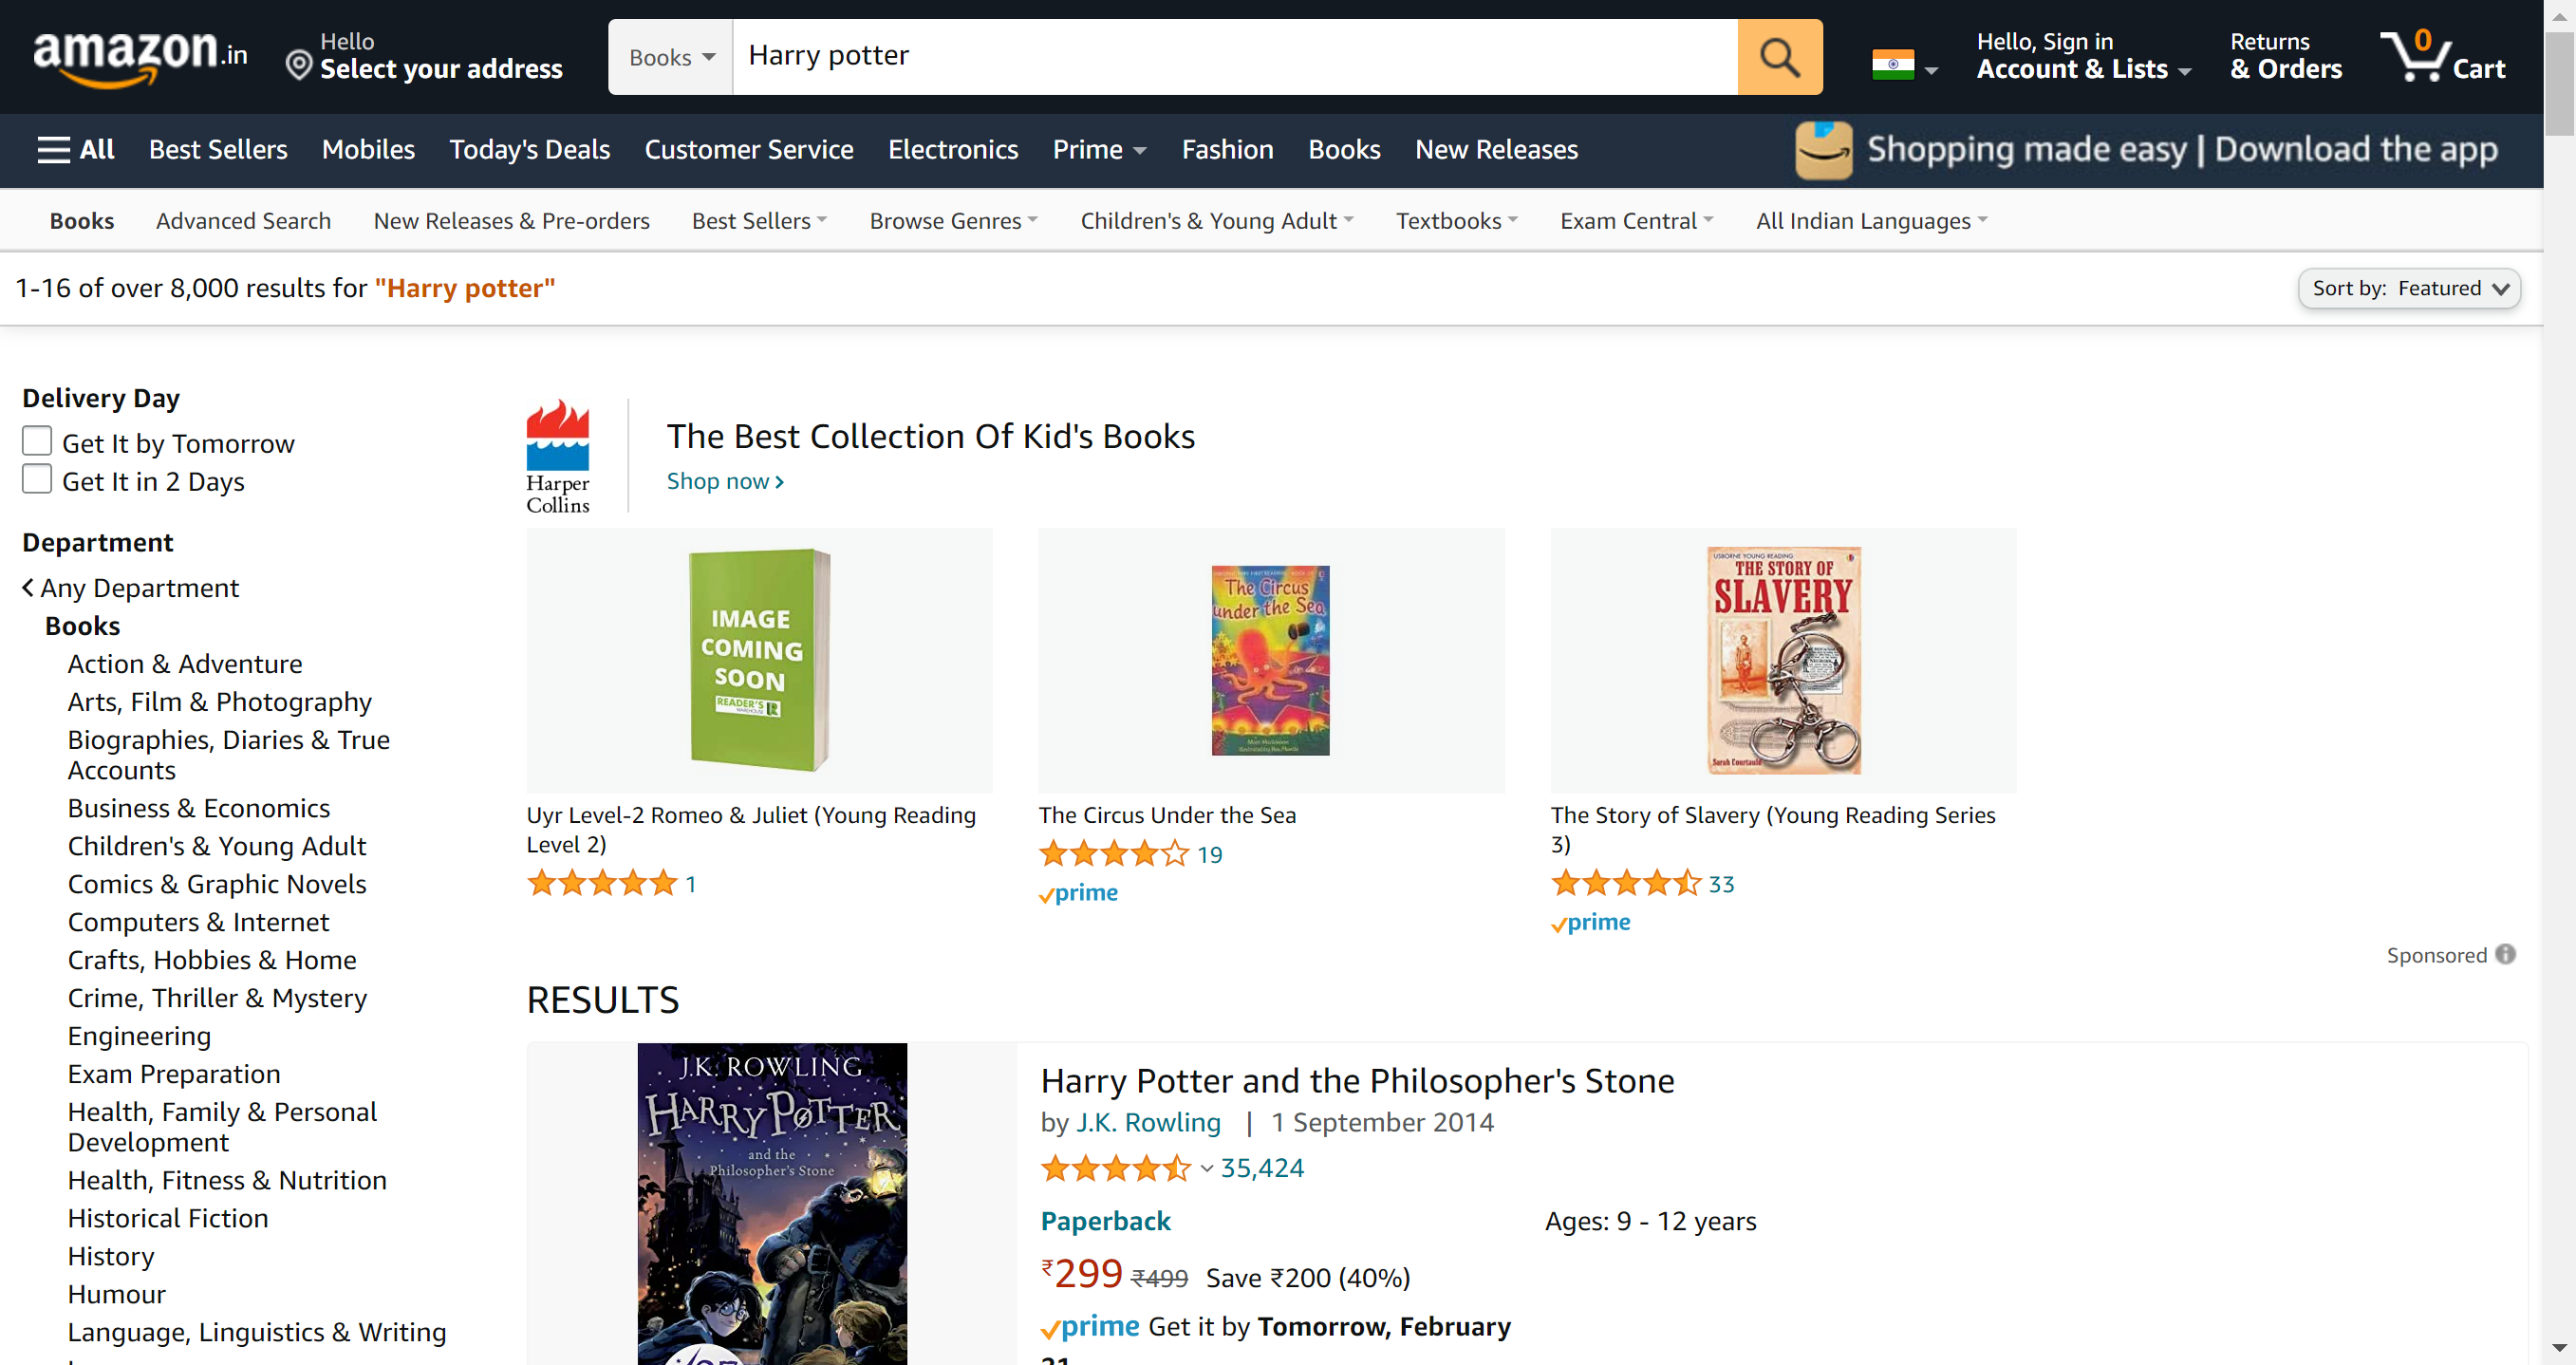 amazon.in
Hello
Select your address
Books
Harry potter
Hello, Sign in
Account & Lists
Returns
& Orders
0
Cart
All
Best Sellers
Mobiles
Today's Deals
Customer Service
Electronics
Prime
Fashion
Books
New Releases
Shopping made easy | Download the app
Books
Advanced Search
New Releases & Pre-orders
Best Sellers
Browse Genres
Children's & Young Adult
Textbooks
Exam Central
All Indian Languages
1-16 of over 8,000 results for "Harry potter"
Sort by: Featured
Delivery Day
Get It by Tomorrow
Get It in 2 Days
Department
Any Department
Books
Action & Adventure
Arts, Film & Photography
Biographies, Diaries & True
Accounts
Business & Economics
Children's & Young Adult
Comics & Graphic Novels
Computers & Internet
Crafts, Hobbies & Home
Crime, Thriller & Mystery
Engineering
Exam Preparation
Health, Family & Personal
Development
Health, Fitness & Nutrition
Historical Fiction
History
Humour
Language, Linguistics & Writing
Harper
Collins
The Best Collection Of Kid's Books
Shop now
IMAGE
COMING
SOON
READER'S
WAREHOUSE
Uyr Level-2 Romeo & Juliet (Young Reading
Level 2)
1
The Circus
under the Sea
The Circus Under the Sea
19
prime
USBORNE YOUNG READING
THE STORY OF
SLAVERY
Sarah Courtauld
The Story of Slavery (Young Reading Series
3)
33
prime
Sponsored
RESULTS
J.K. ROWLING
HARRY POTTER
and the
Philosopher's Stone
Harry Potter and the Philosopher's Stone
by J.K. Rowling | 1 September 2014
35,424
Paperback
Ages: 9 - 12 years
₹299 ₹499 Save ₹200 (40%)
prime Get it by Tomorrow, February
21